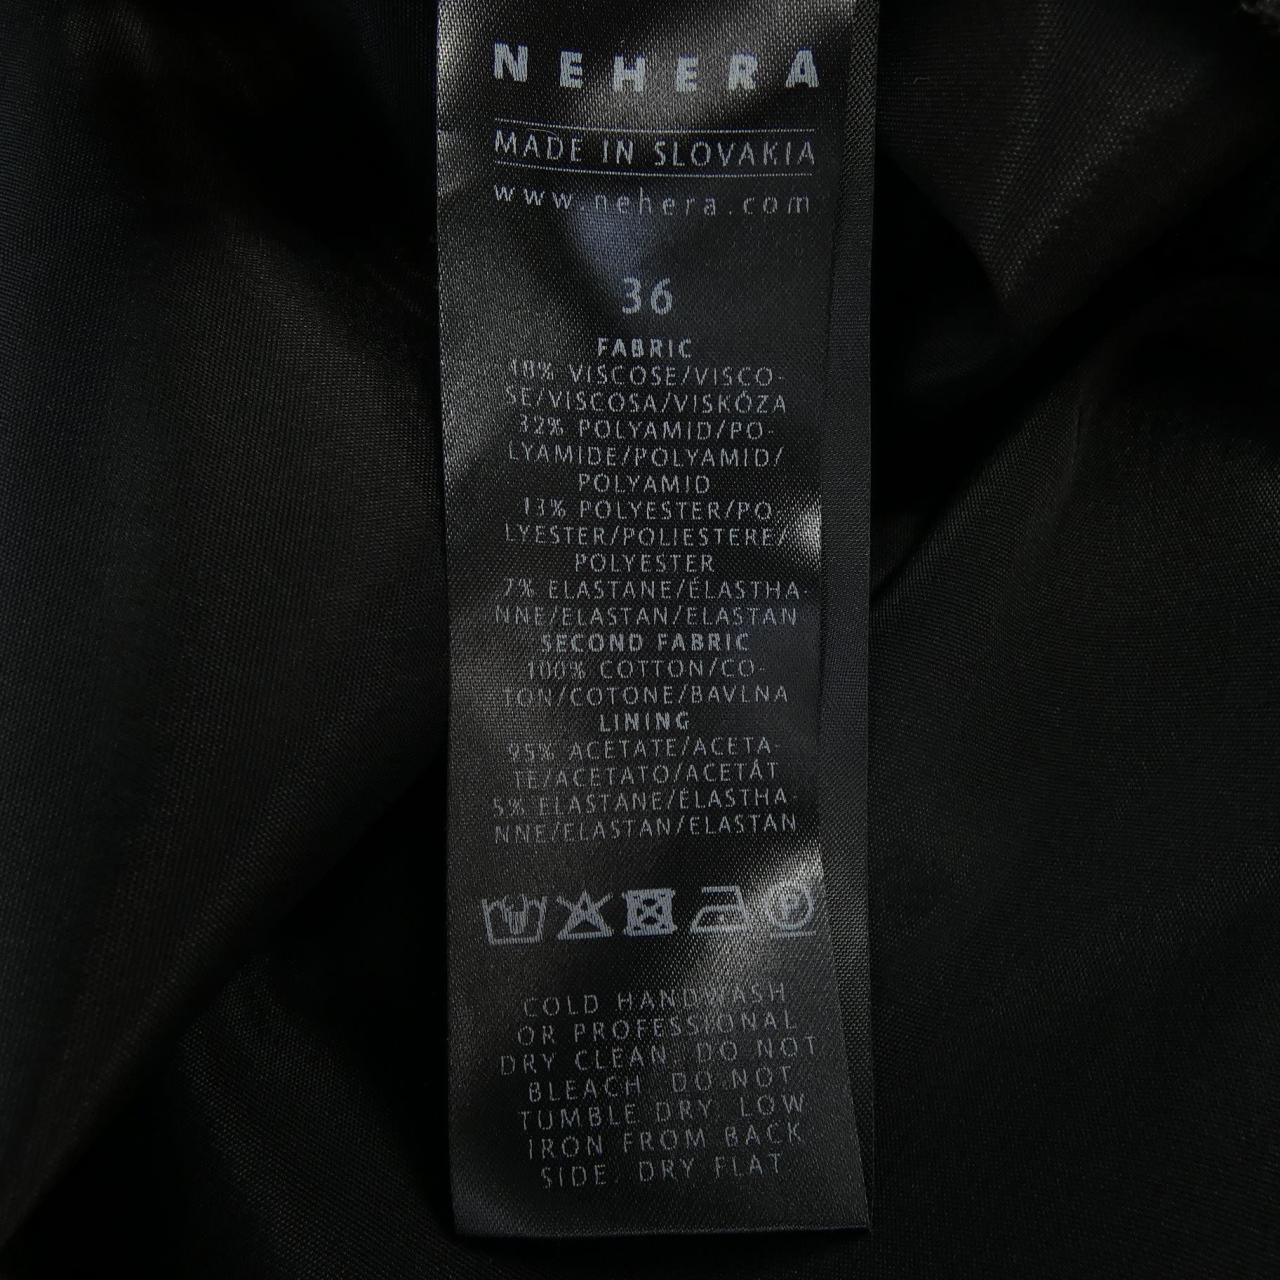 NEHERA
MADE IN SLOVAKIA
www.nehera.com
36
FABRIC
48% VISCOSE/VISCO-
SE/VISCOSA/VISKÓZA
32% POLYAMID/PO-
LYAMIDE/POLYAMID/
POLYAMID
13% POLYESTER/PO
LYESTER/POLIESTERE/
POLYESTER
7% ELASTANE/ÉLASTHA-
NNE/ELASTAN/ELASTAN
SECOND FABRIC
100% COTTON/CO-
TON/COTONE/BAVLNA
LINING
95% ACETATE/ACETA-
TE/ACETATO/ACETÁT
5% ELASTANE/ÉLASTHA-
NNE/ELASTAN/ELASTAN
COLD HANDWASH
OR PROFESSIONAL
DRY CLEAN. DO NOT
BLEACH. DO NOT
TUMBLE DRY. LOW
IRON FROM BACK
SIDE. DRY FLAT.